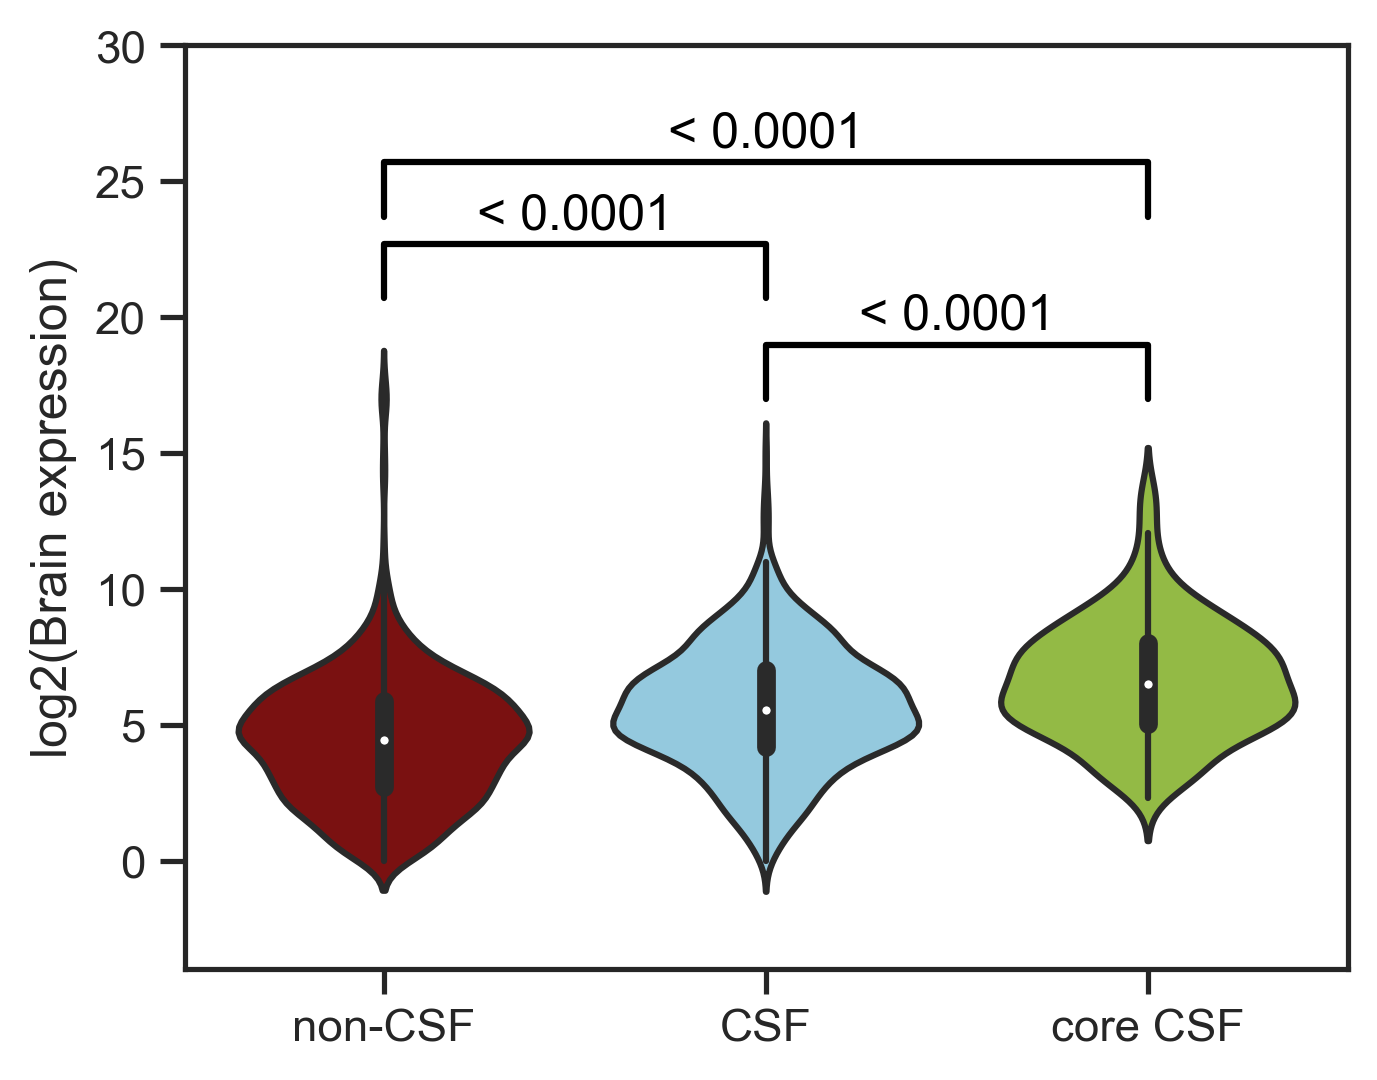 30
25
20
15
10
5
0
log2(Brain expression)
< 0.0001
< 0.0001
< 0.0001
non-CSF
CSF
core CSF